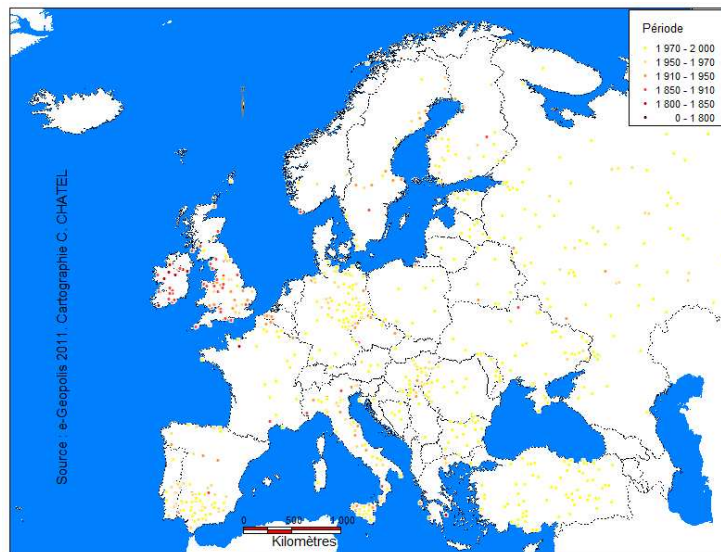 Période
1 970 - 2 000
1 950 - 1 970
1 910 - 1 950
1 850 - 1 910
1 800 - 1 850
0 - 1 800
Source : e-Geopolis 2011. Cartographie C. CHATEL
0 500 1 000
Kilomètres